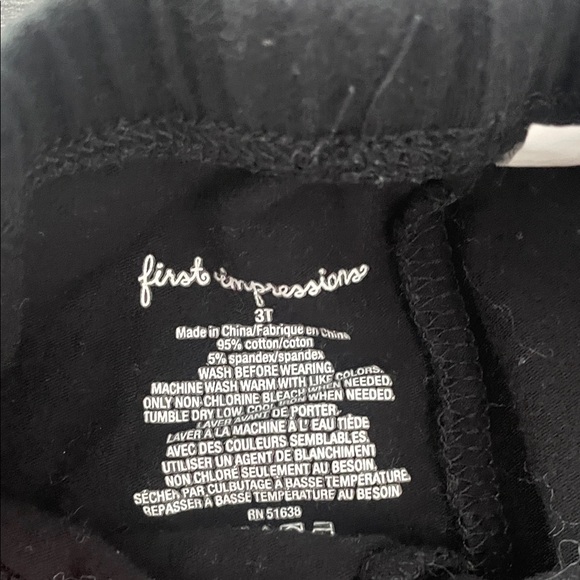 first impressions
3T
Made in China/Fabrique en China
95% cotton/coton
5% spandex/spandex
WASH BEFORE WEARING.
MACHINE WASH WARM WITH LIKE COLORS.
ONLY NON-CHLORINE BLEACH WHEN NEEDED.
TUMBLE DRY LOW. COOL IRON WHEN NEEDED.
LAVER AVANT DE PORTER.
LAVER À LA MACHINE À L'EAU TIÈDE
AVEC DES COULEURS SEMBLABLES.
UTILISER UN AGENT DE BLANCHIMENT
NON CHLORÉ SEULEMENT AU BESOIN.
SÉCHER PAR CULBUTAGE À BASSE TEMPÉRATURE.
REPASSER À BASSE TEMPÉRATURE AU BESOIN.
RN 51638